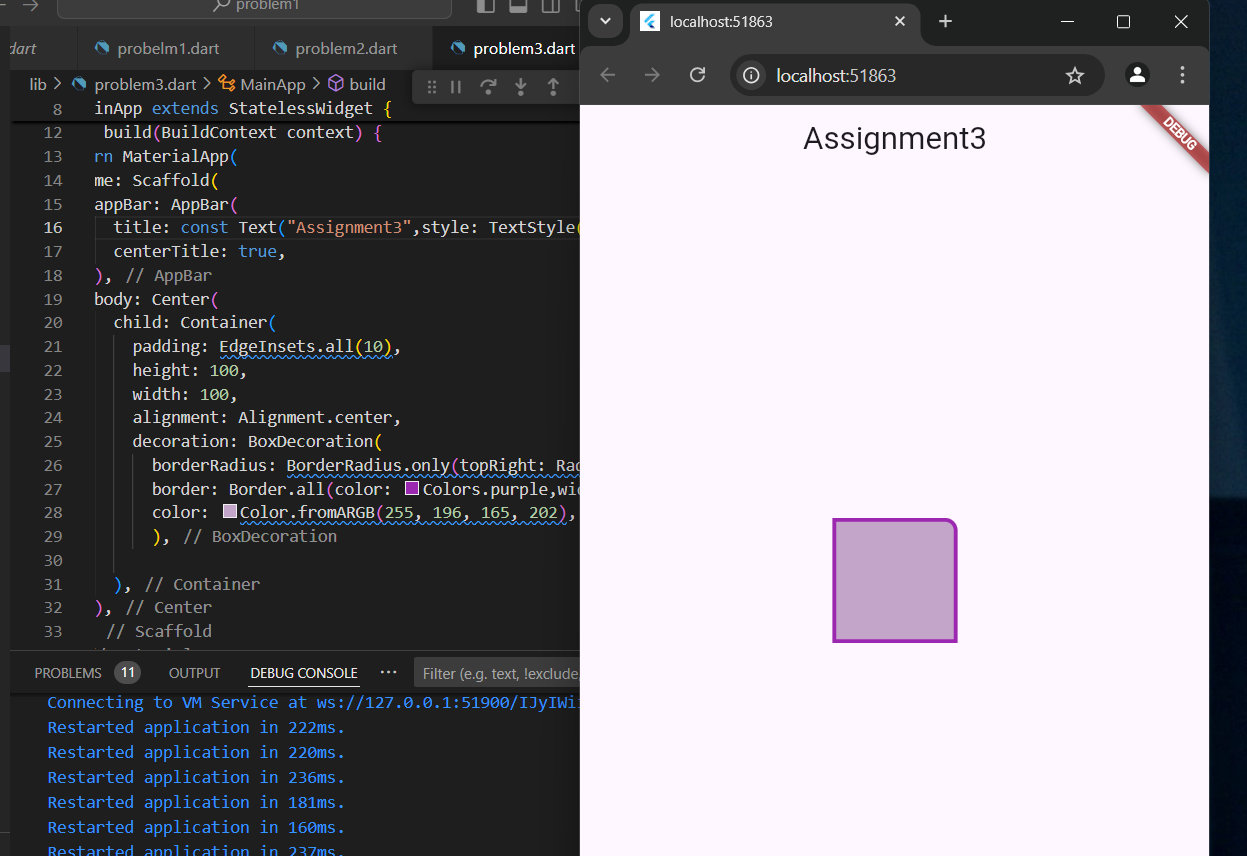 problem1
dart
probelm1.dart
problem2.dart
problem3.dart
lib > problem3.dart > MainApp > build
8 inApp extends StatelessWidget {
12 build(BuildContext context) {
13 rn MaterialApp(
14 me: Scaffold(
15 appBar: AppBar(
16 title: const Text("Assignment3",style: TextStyle(
17 centerTitle: true,
18 ), // AppBar
19 body: Center(
20 child: Container(
21 padding: EdgeInsets.all(10),
22 height: 100,
23 width: 100,
24 alignment: Alignment.center,
25 decoration: BoxDecoration(
26 borderRadius: BorderRadius.only(topRight: Rad
27 border: Border.all(color: Colors.purple,wid
28 color: Color.fromARGB(255, 196, 165, 202),
29 ), // BoxDecoration
30
31 ), // Container
32 ), // Center
33 // Scaffold
PROBLEMS 11 OUTPUT DEBUG CONSOLE ··· Filter (e.g. text, !exclude,
Connecting to VM Service at ws://127.0.0.1:51900/IJyIWi
Restarted application in 222ms.
Restarted application in 220ms.
Restarted application in 236ms.
Restarted application in 181ms.
Restarted application in 160ms.
Restarted application in 237ms.
localhost:51863
localhost:51863
Assignment3
DEBUG